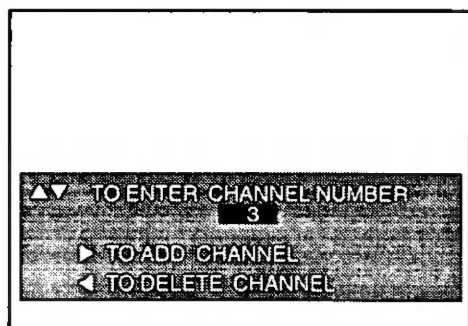 ▲▼ TO ENTER CHANNEL NUMBER
3
▶ TO ADD CHANNEL
◀ TO DELETE CHANNEL